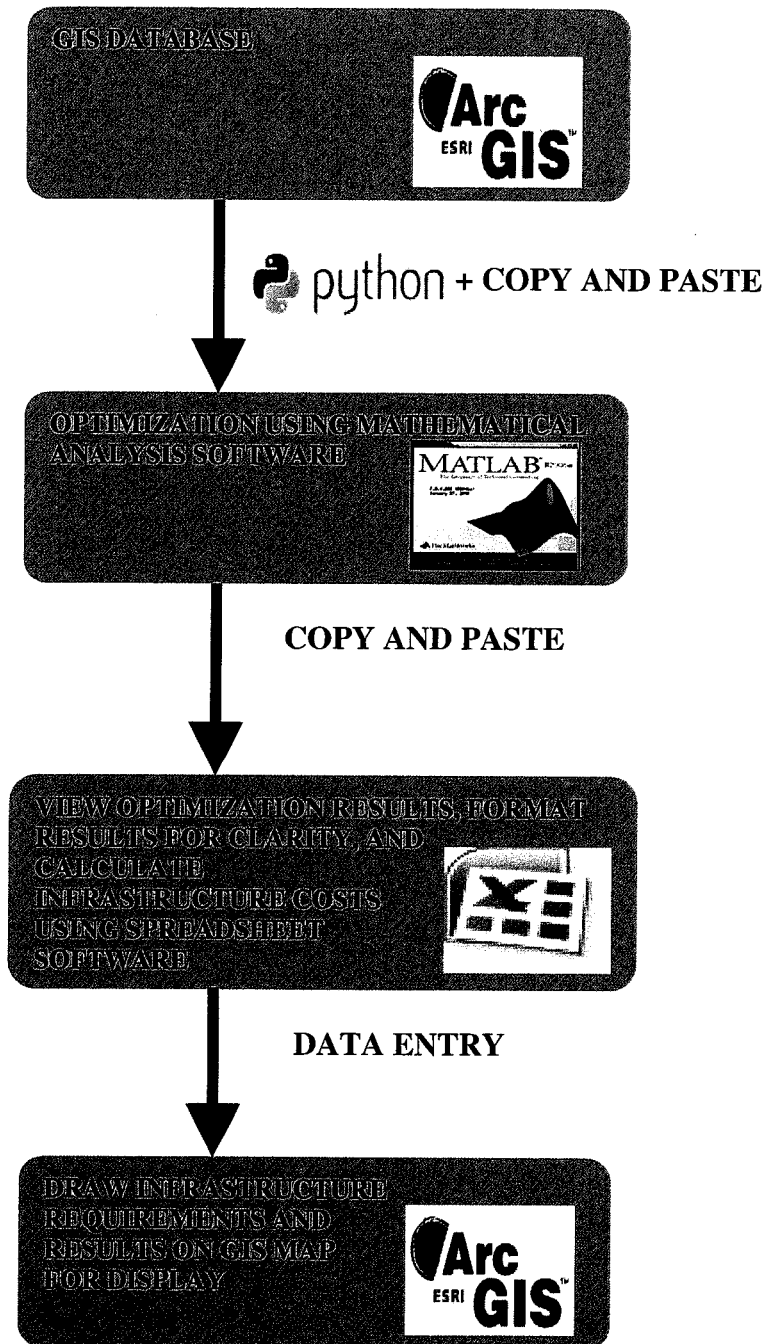 GIS DATABASE
Arc
ESRI GIS™
python + COPY AND PASTE
OPTIMIZATION USING MATHEMATICAL
ANALYSIS SOFTWARE
MATLAB
COPY AND PASTE
VIEW OPTIMIZATION RESULTS, FORMAT
RESULTS FOR CLARITY, AND
CALCULATE
INFRASTRUCTURE COSTS
USING SPREADSHEET
SOFTWARE
X
DATA ENTRY
DRAW INFRASTRUCTURE
REQUIREMENTS AND
RESULTS ON GIS MAP
FOR DISPLAY
Arc
ESRI GIS™